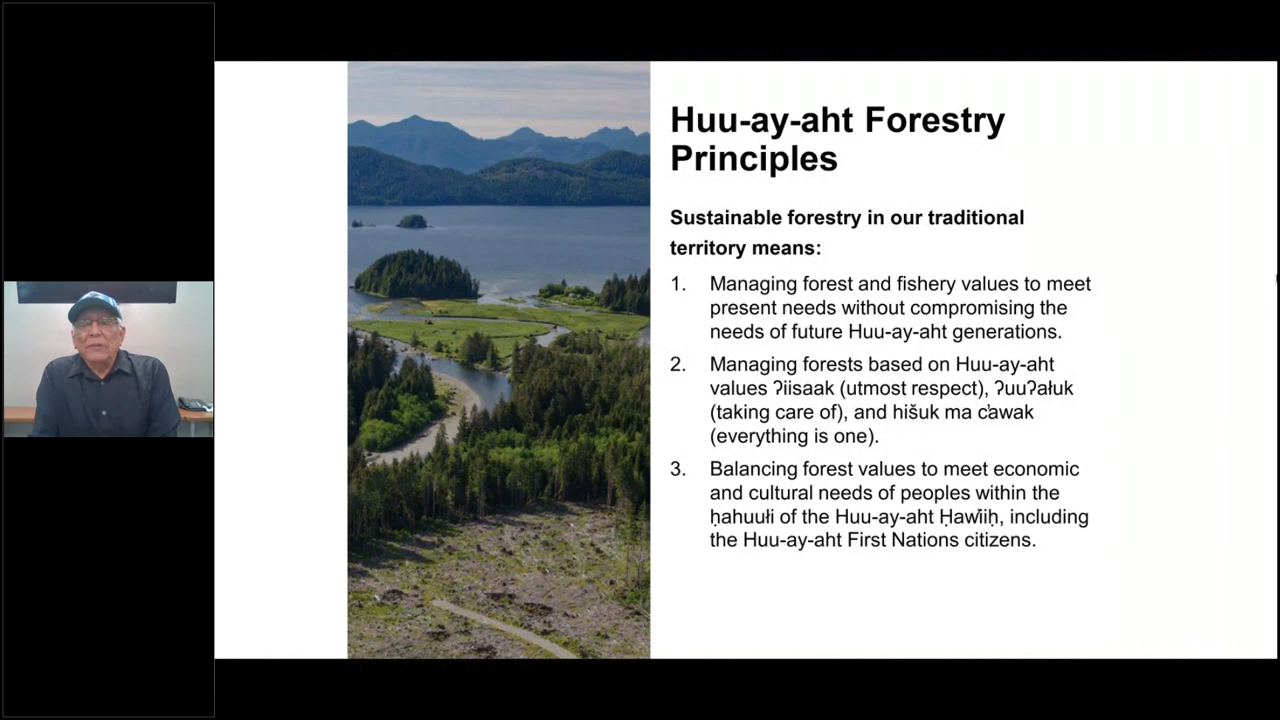 Huu-ay-aht Forestry
Principles
Sustainable forestry in our traditional
territory means:
1. Managing forest and fishery values to meet
present needs without compromising the
needs of future Huu-ay-aht generations.
2. Managing forests based on Huu-ay-aht
values ʔiisaak (utmost respect), ʔuuʔałuk
(taking care of), and hišuk ma c̓awak
(everything is one).
3. Balancing forest values to meet economic
and cultural needs of peoples within the
ḥahuułi of the Huu-ay-aht Ḥaw̓iiḥ, including
the Huu-ay-aht First Nations citizens.